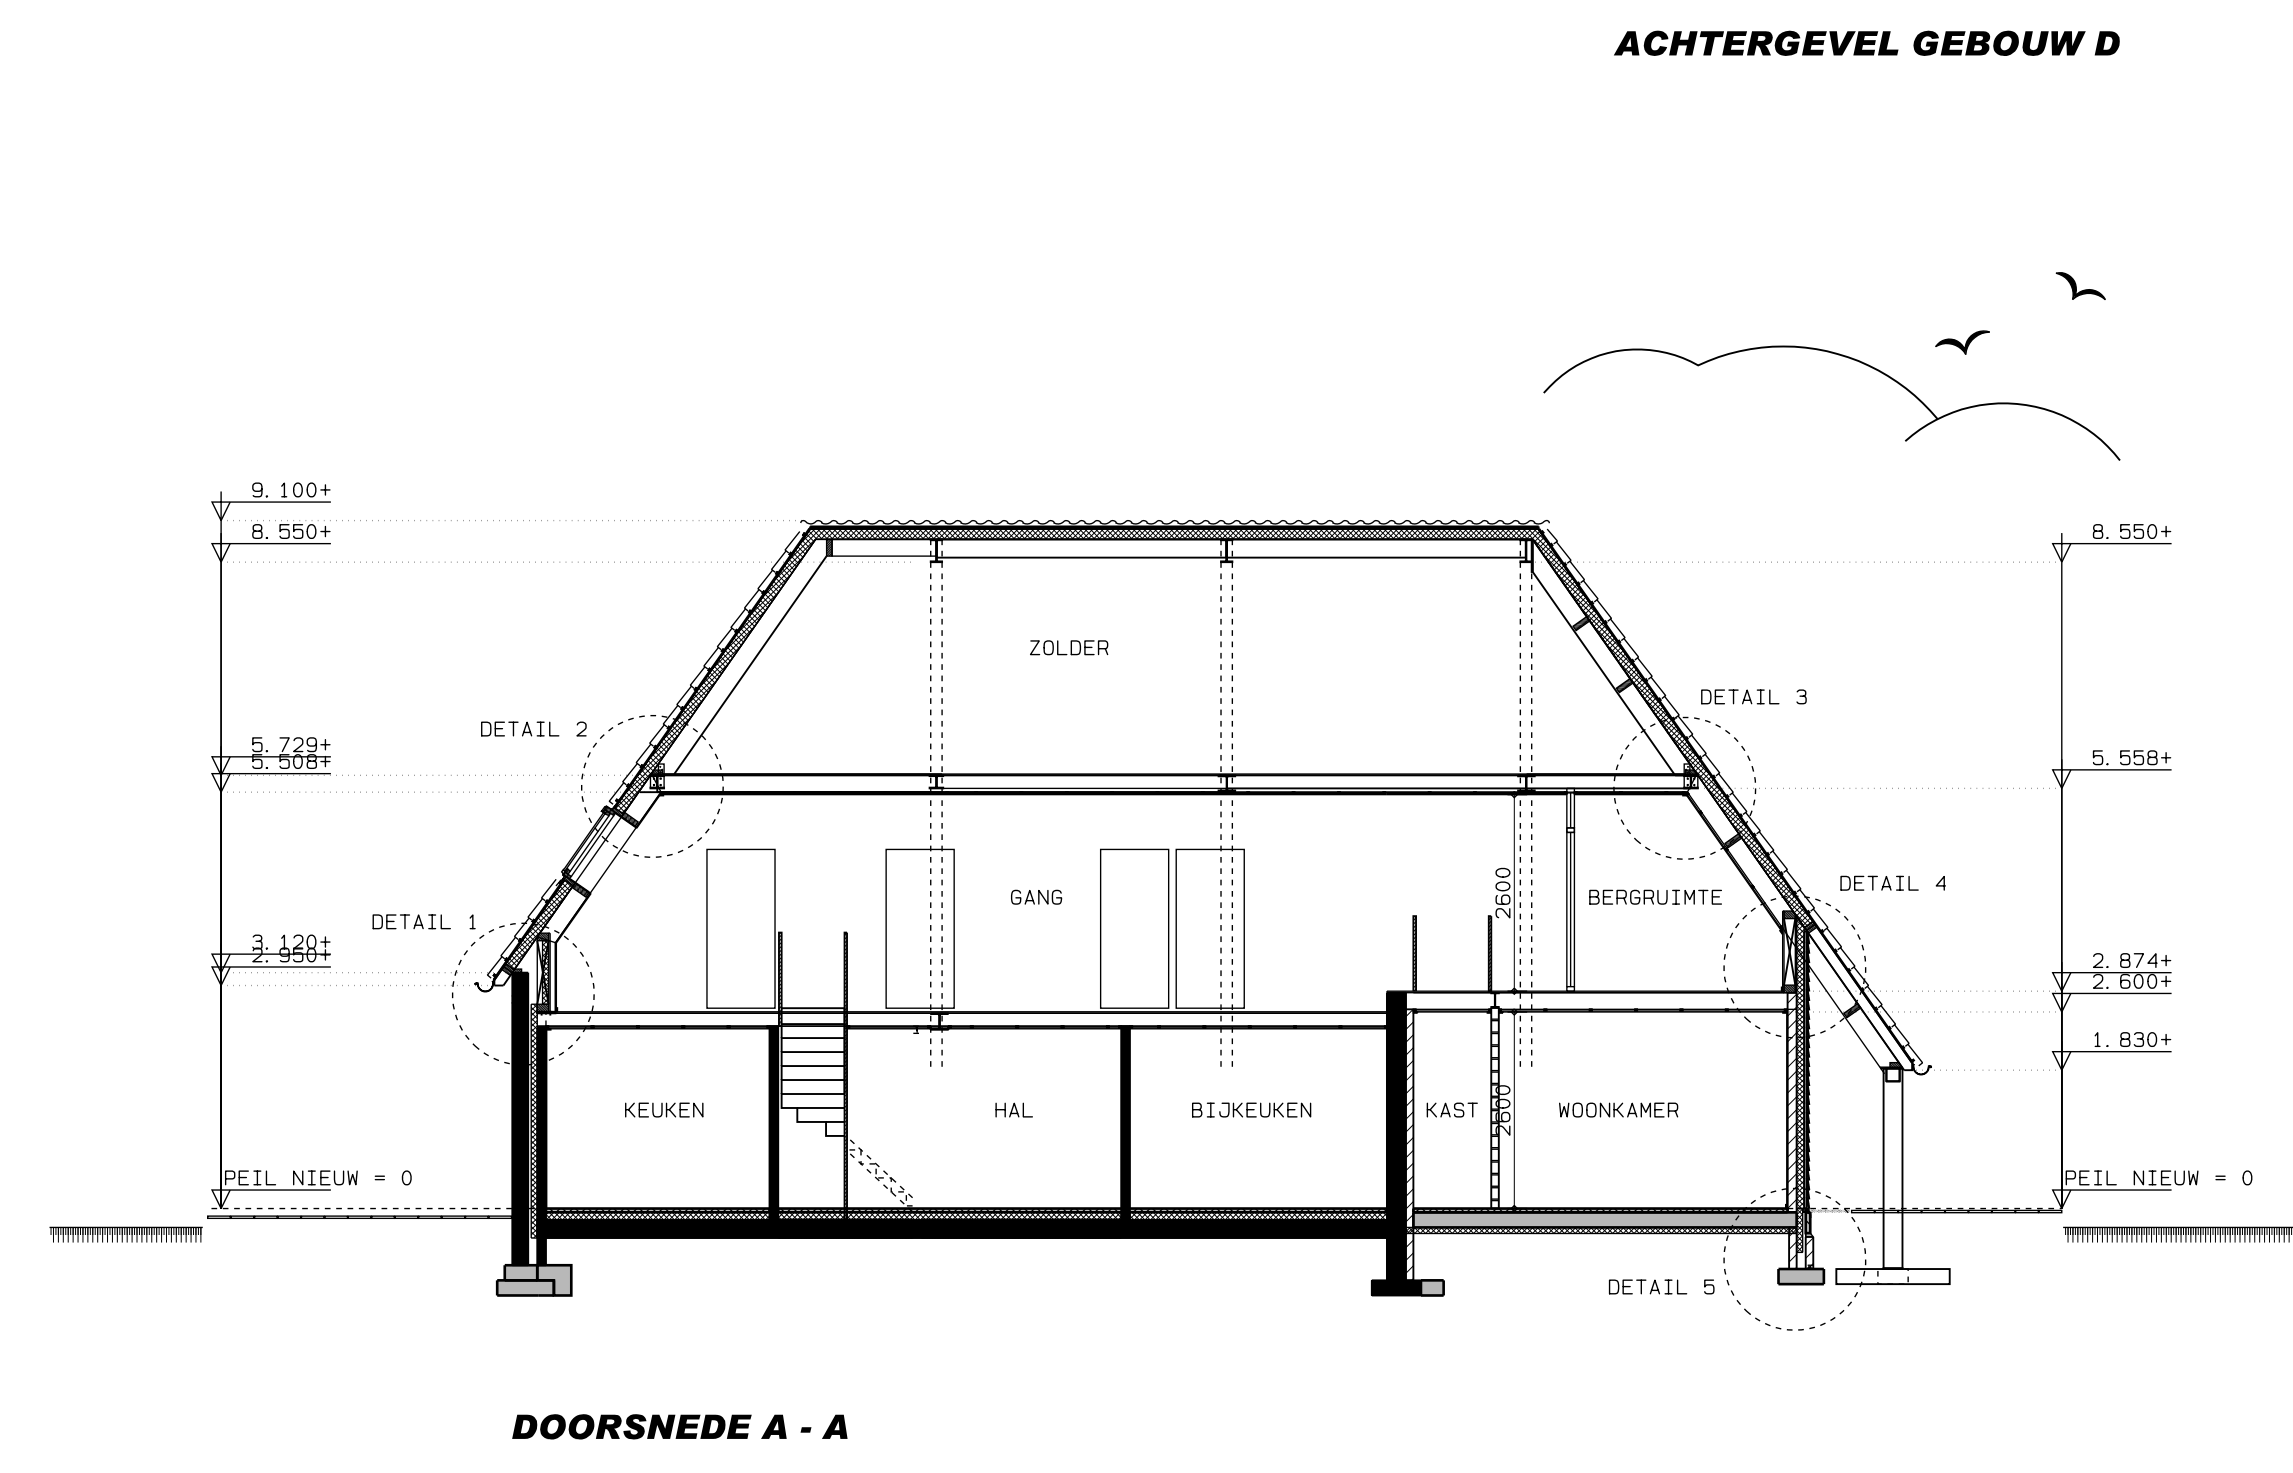 ACHTERGEVEL GEBOUW D
9.100+
8.550+
8.550+
ZOLDER
DETAIL 3
DETAIL 2
5.729+
5.508+
5.558+
2600
GANG
BERGRUIMTE
DETAIL 4
DETAIL 1
3.120+
2.950+
2.874+
2.600+
1
1.830+
KEUKEN
HAL
BIJKEUKEN
KAST
2600
WOONKAMER
PEIL NIEUW = 0
PEIL NIEUW = 0
DETAIL 5
DOORSNEDE A - A